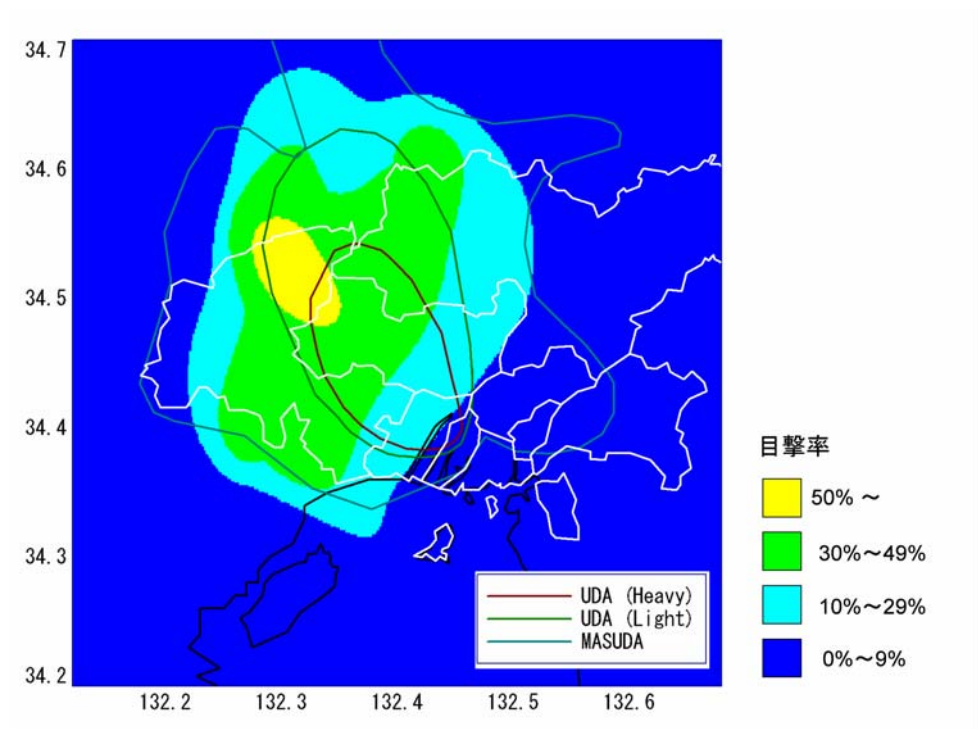 34.7
34.6
34.5
34.4
34.3
34.2
132.2 132.3 132.4 132.5 132.6
UDA (Heavy)
UDA (Light)
MASUDA
目撃率
50% ～
30%～49%
10%～29%
0%～9%